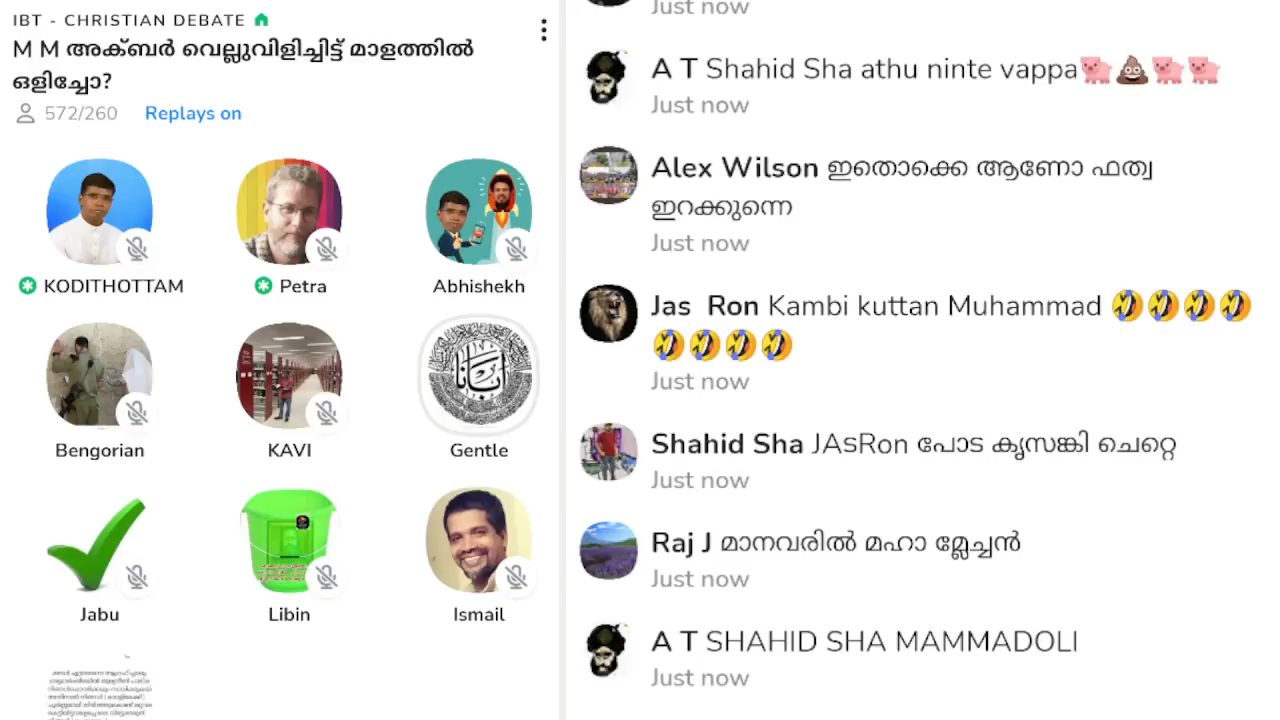 IBT - CHRISTIAN DEBATE
M M അക്ബർ വെല്ലുവിളിച്ചിട്ട് മാളത്തിൽ
ഒളിച്ചോ?
572/260 Replays on
KODITHOTTAM
Petra
Abhishekh
Bengorian
KAVI
Gentle
Jabu
Libin
Ismail
Just now
A T Shahid Sha athu ninte vappa🐷💩🐷🐷
Just now
Alex Wilson ഇതൊക്കെ ആണോ ഫത്വ
ഇറക്കുന്നെ
Just now
Jas Ron Kambi kuttan Muhammad 🤣🤣🤣🤣
🤣🤣🤣🤣
Just now
Shahid Sha JAsRon പോട കൃസങ്കി ചെറ്റെ
Just now
Raj J മാനവരിൽ മഹാ മ്ലേച്ചൻ
Just now
A T SHAHID SHA MAMMADOLI
Just now